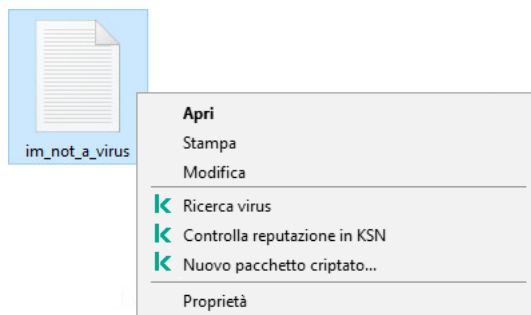 im_not_a_virus
Apri
Stampa
Modifica
Ricerca virus
Controlla reputazione in KSN
Nuovo pacchetto criptato...
Proprietà